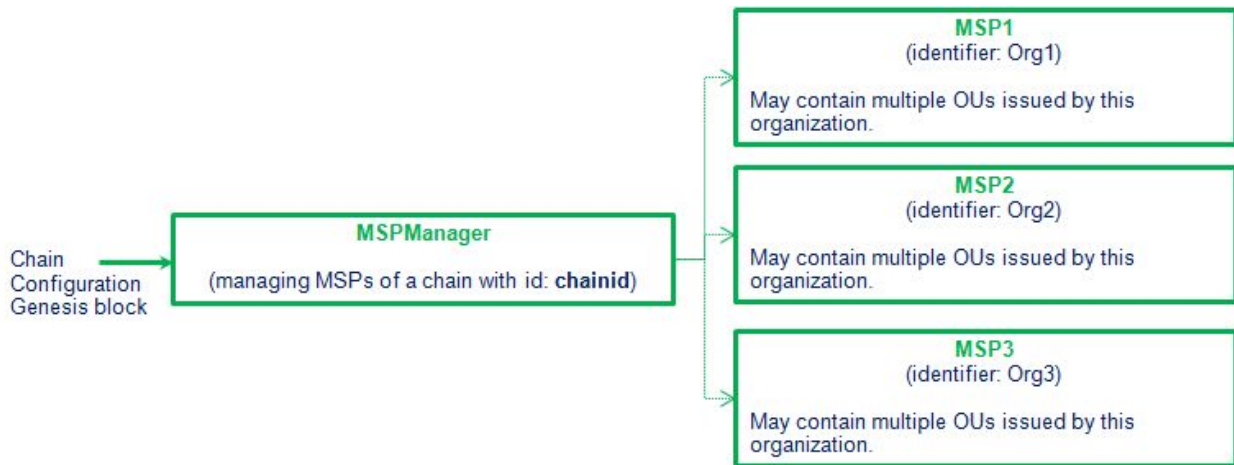 Chain
Configuration
Genesis block
MSPManager
(managing MSPs of a chain with id: chainid)
MSP1
(identifier: Org1)
May contain multiple OUs issued by this
organization.
MSP2
(identifier: Org2)
May contain multiple OUs issued by this
organization.
MSP3
(identifier: Org3)
May contain multiple OUs issued by this
organization.